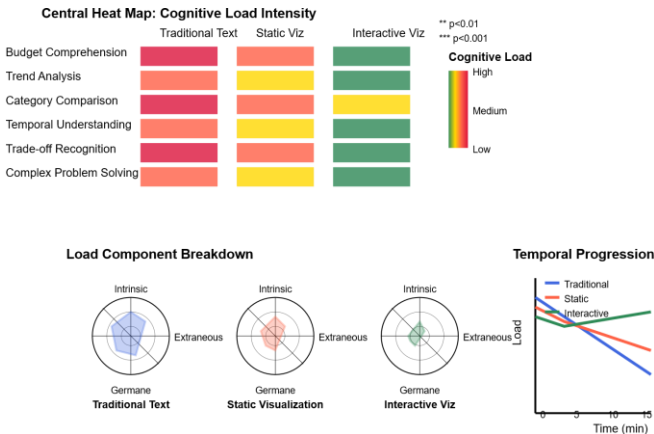 Central Heat Map: Cognitive Load Intensity
Traditional Text Static Viz Interactive Viz
** p<0.01
*** p<0.001
Cognitive Load
High
Medium
Low
Budget Comprehension
Trend Analysis
Category Comparison
Temporal Understanding
Trade-off Recognition
Complex Problem Solving
Load Component Breakdown
Intrinsic
Extraneous
Germane
Traditional Text
Intrinsic
Extraneous
Germane
Static Visualization
Intrinsic
Extraneous
Germane
Interactive Viz
Temporal Progression
Traditional
Static
Interactive
Load
0 5 10 15
Time (min)